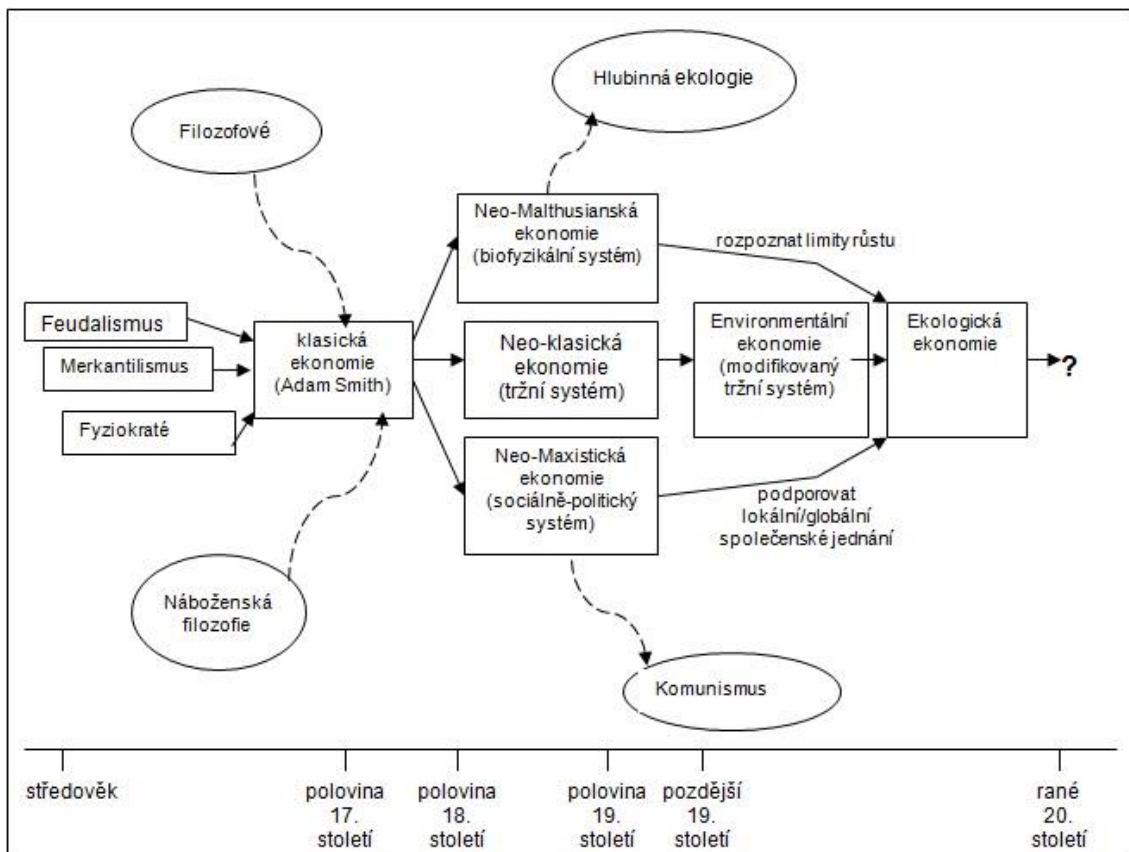 Hlubinná ekologie
Filozofové
Neo-Malthusianská
ekonomie
(biofyzikální systém)
rozpoznat limity růstu
Feudalismus
Merkantilismus
Fyziokraté
klasická
ekonomie
(Adam Smith)
Neo-klasická
ekonomie
(tržní systém)
Environmentální
ekonomie
(modifikovaný
tržní systém)
Ekologická
ekonomie
?
Neo-Maxistická
ekonomie
(sociálně-politický
systém)
podporovat
lokální/globální
společenské jednání
Náboženská
filozofie
Komunismus
středověk
polovina
17.
století
polovina
18.
století
polovina
19.
století
pozdější
19.
století
rané
20.
století